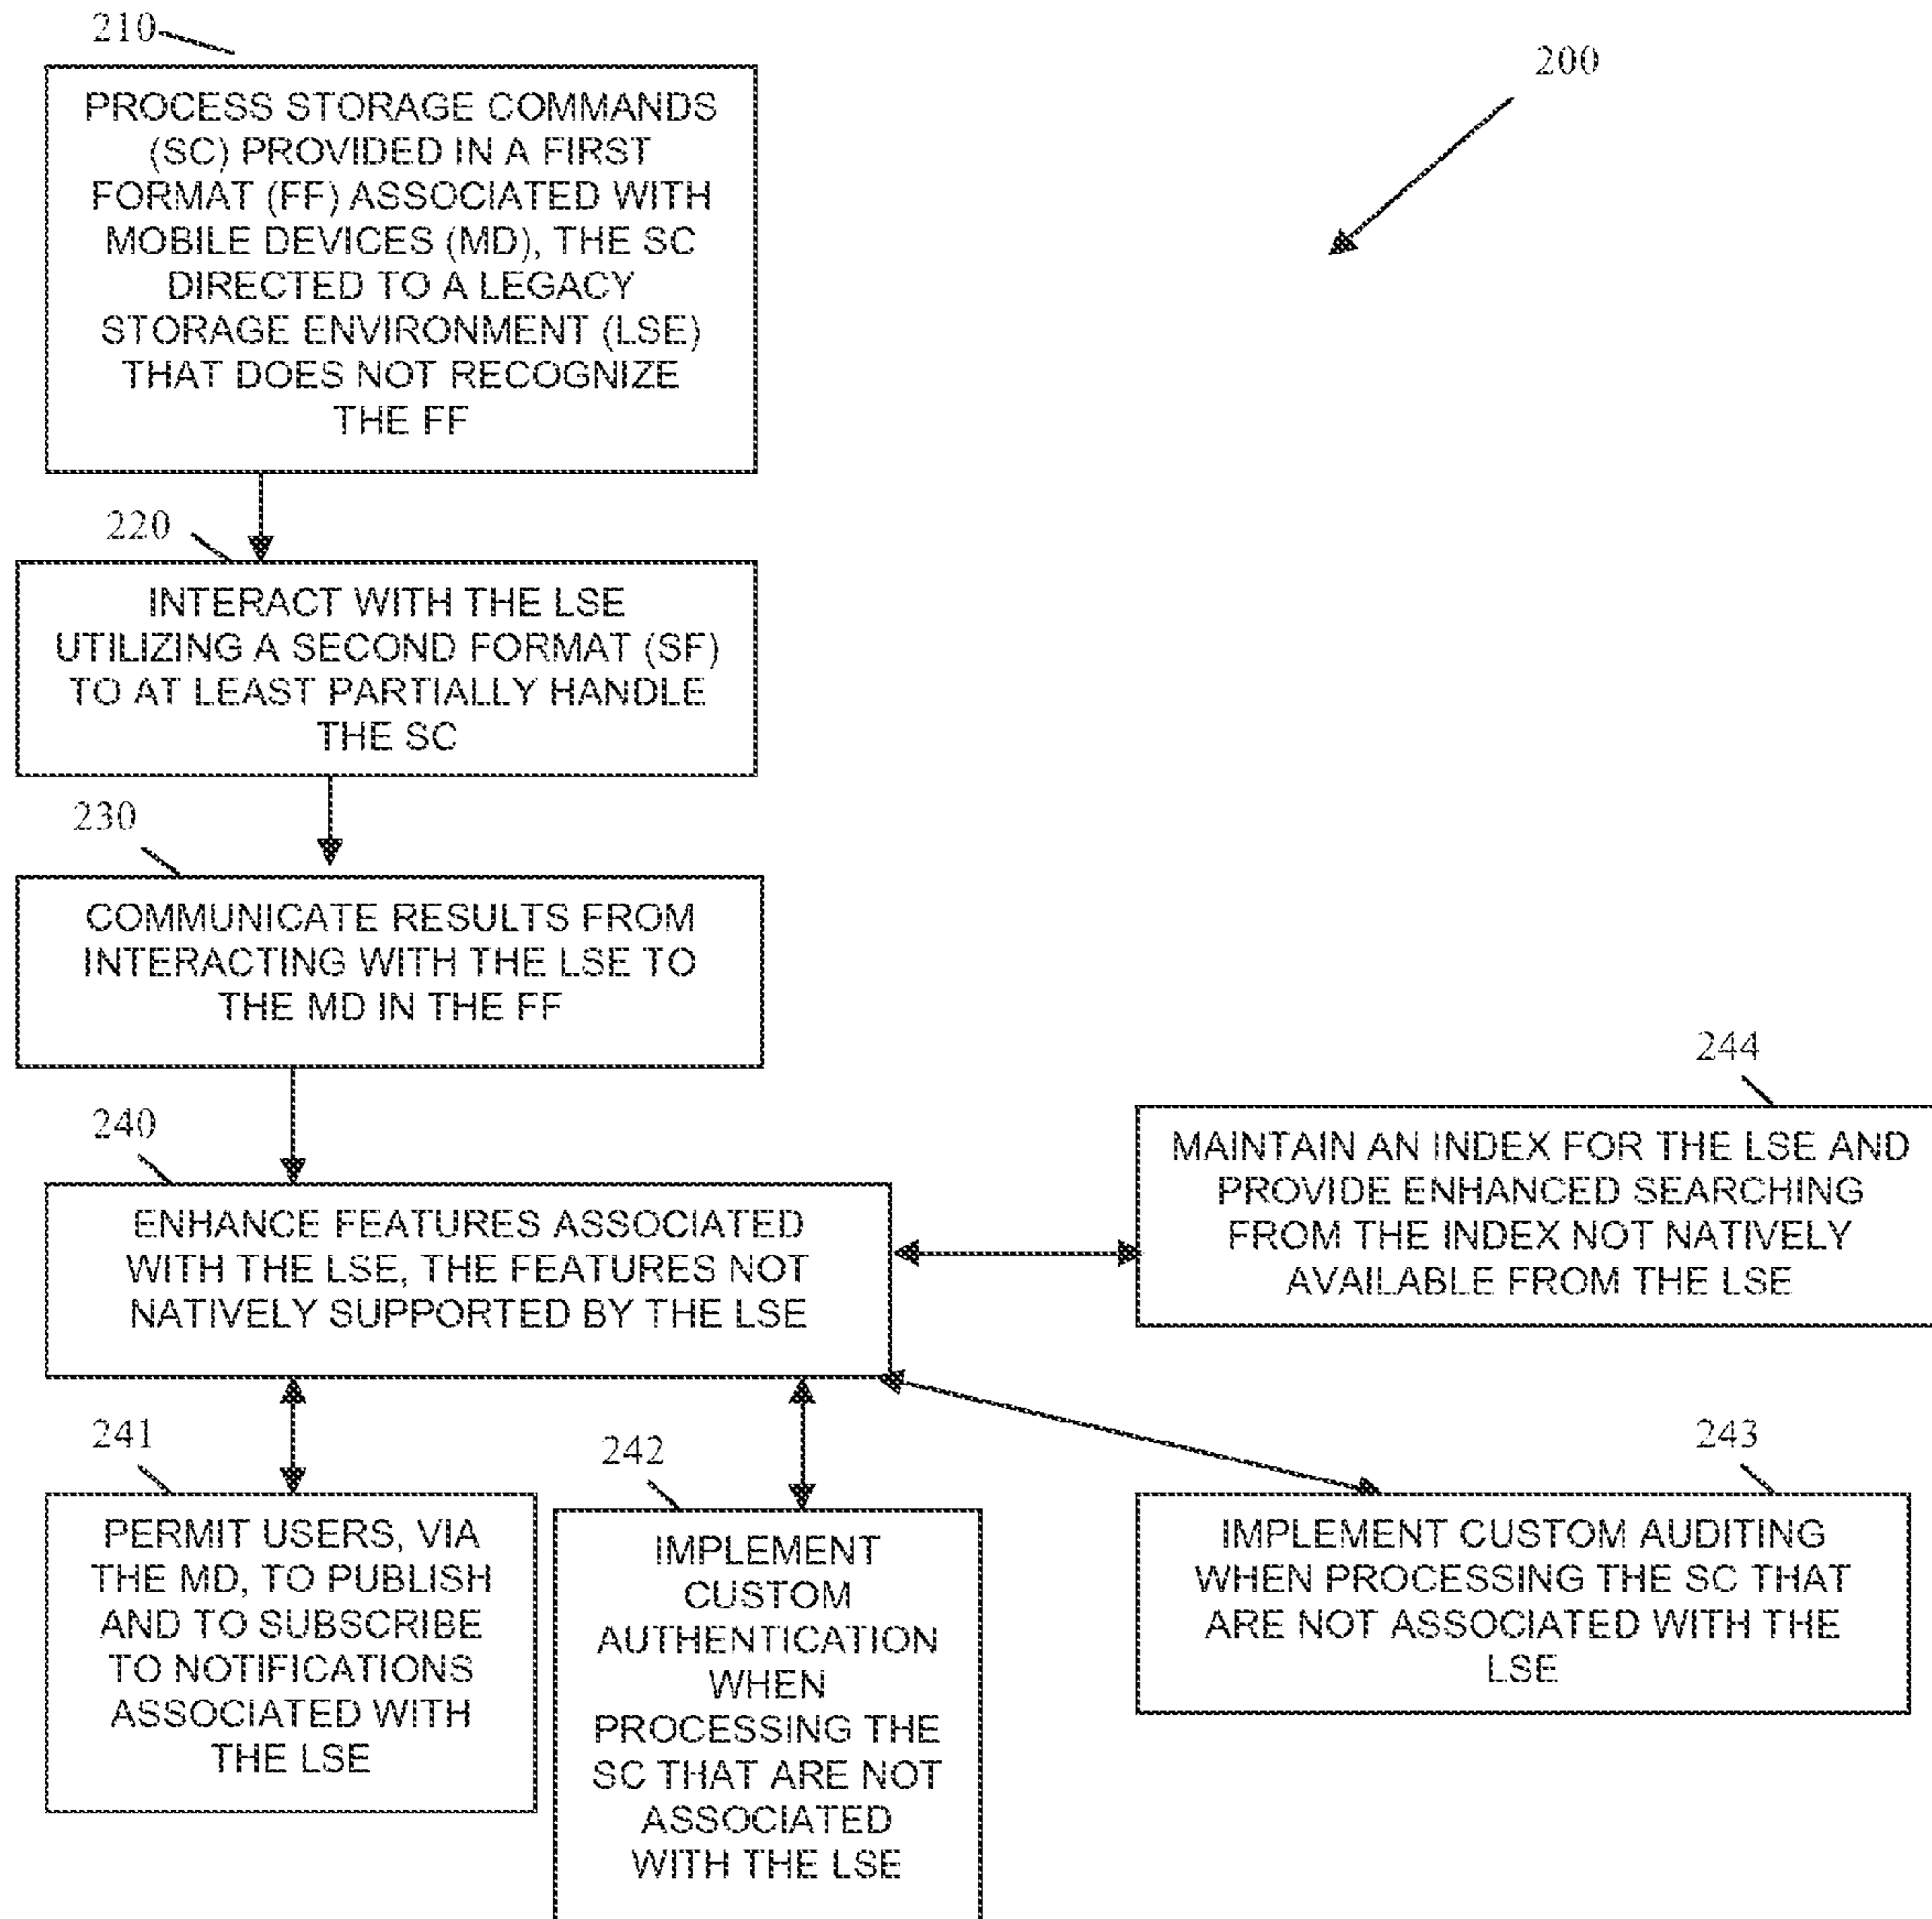 210
200
PROCESS STORAGE COMMANDS
(SC) PROVIDED IN A FIRST
FORMAT (FF) ASSOCIATED WITH
MOBILE DEVICES (MD), THE SC
DIRECTED TO A LEGACY
STORAGE ENVIRONMENT (LSE)
THAT DOES NOT RECOGNIZE
THE FF
220
INTERACT WITH THE LSE
UTILIZING A SECOND FORMAT (SF)
TO AT LEAST PARTIALLY HANDLE
THE SC
230
COMMUNICATE RESULTS FROM
INTERACTING WITH THE LSE TO
THE MD IN THE FF
240
ENHANCE FEATURES ASSOCIATED
WITH THE LSE, THE FEATURES NOT
NATIVELY SUPPORTED BY THE LSE
244
MAINTAIN AN INDEX FOR THE LSE AND
PROVIDE ENHANCED SEARCHING
FROM THE INDEX NOT NATIVELY
AVAILABLE FROM THE LSE
241
PERMIT USERS, VIA
THE MD, TO PUBLISH
AND TO SUBSCRIBE
TO NOTIFICATIONS
ASSOCIATED WITH
THE LSE
242
IMPLEMENT
CUSTOM
AUTHENTICATION
WHEN
PROCESSING THE
SC THAT ARE NOT
ASSOCIATED
WITH THE LSE
243
IMPLEMENT CUSTOM AUDITING
WHEN PROCESSING THE SC THAT
ARE NOT ASSOCIATED WITH THE
LSE